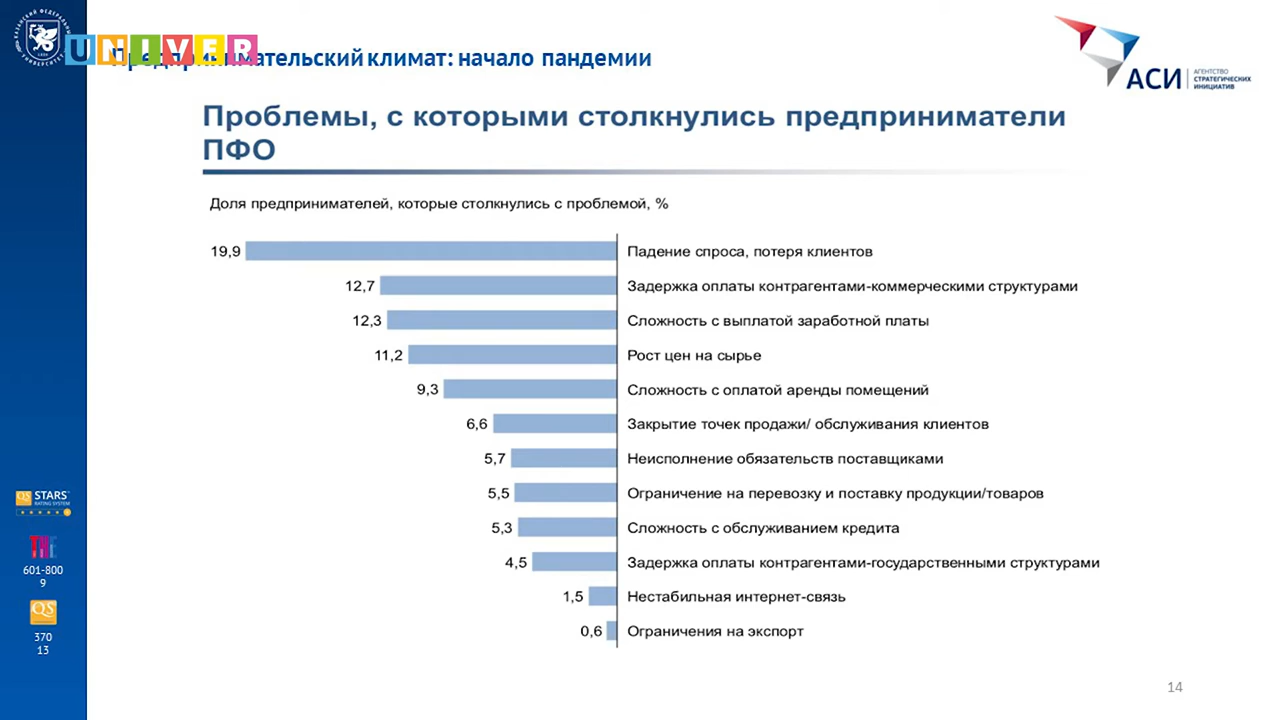 UNIVER
Предпринимательский климат: начало пандемии
АСИ
АГЕНТСТВО
СТРАТЕГИЧЕСКИХ
ИНИЦИАТИВ
Проблемы, с которыми столкнулись предприниматели
ПФО
Доля предпринимателей, которые столкнулись с проблемой, %
19,9 Падение спроса, потеря клиентов
12,7 Задержка оплаты контрагентами-коммерческими структурами
12,3 Сложность с выплатой заработной платы
11,2 Рост цен на сырье
9,3 Сложность с оплатой аренды помещений
6,6 Закрытие точек продажи/ обслуживания клиентов
5,7 Неисполнение обязательств поставщиками
5,5 Ограничение на перевозку и поставку продукции/товаров
5,3 Сложность с обслуживанием кредита
4,5 Задержка оплаты контрагентами-государственными структурами
1,5 Нестабильная интернет-связь
0,6 Ограничения на экспорт
QS STARS
RATING SYSTEM
THE
601-800
9
QS
370
13
14